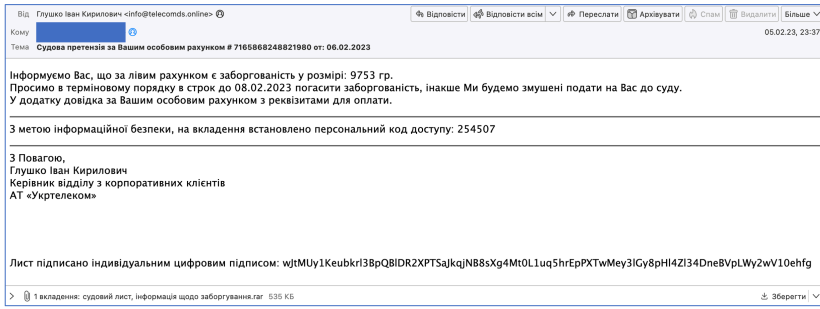 Від Глушко Іван Кирилович <info@telecomds.online>
Відповісти Відповісти всім Переслати Архівувати Спам Видалити Більше
Кому
05.02.23, 23:37
Тема Судова претензія за Вашим особовим рахунком # 7165868248821980 от: 06.02.2023
Інформуємо Вас, що за лівим рахунком є заборгованість у розмірі: 9753 гр.
Просимо в терміновому порядку в строк до 08.02.2023 погасити заборгованість, інакше Ми будемо змушені подати на Вас до суду.
У додатку довідка за Вашим особовим рахунком з реквізитами для оплати.
З метою інформаційної безпеки, на вкладення встановлено персональний код доступу: 254507
З Повагою,
Глушко Іван Кирилович
Керівник відділу з корпоративних клієнтів
АТ «Укртелеком»
Лист підписано індивідуальним цифровим підписом: wJtMUy1Keubkrl3BpQBlDR2XPTSaJkqjNB8sXg4Mt0L1uq5hrEpPXTwMey3lGy8pHl4Zl34DneBVpLWy2wV10ehfg
1 вкладення: судовий лист, інформація щодо заборгування.rar 535 КБ
Зберегти